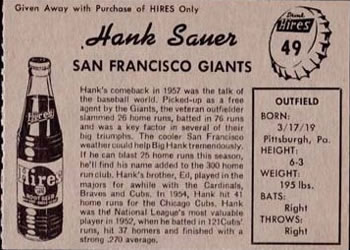 Given Away with Purchase of HIRES Only
Drink
Hires
49
Hank Sauer
SAN FRANCISCO GIANTS
Hank's comeback in 1957 was the talk of
the baseball world. Picked-up as a free
agent by the Giants, the veteran outfielder
slammed 26 home runs, batted in 76 runs
and was a key factor in several of their
big triumphs. The cooler San Francisco
weather could help Big Hank tremendously.
If he can blast 25 home runs this season,
he'll find his name added to the 300 home
run club. Hank's brother, Ed, played in the
majors for awhile with the Cardinals,
Braves and Cubs. In 1954, Hank hit 41
home runs for the Chicago Cubs. Hank
was the National League's most valuable
player in 1952, when he batted in 121 Cubs'
runs, hit 37 homers and finished with a
strong .270 average.
OUTFIELD
BORN:
3/17/19
Pittsburgh, Pa.
HEIGHT:
6-3
WEIGHT:
195 lbs.
BATS:
Right
THROWS:
Right
Hires
Hires
ROOT BEER